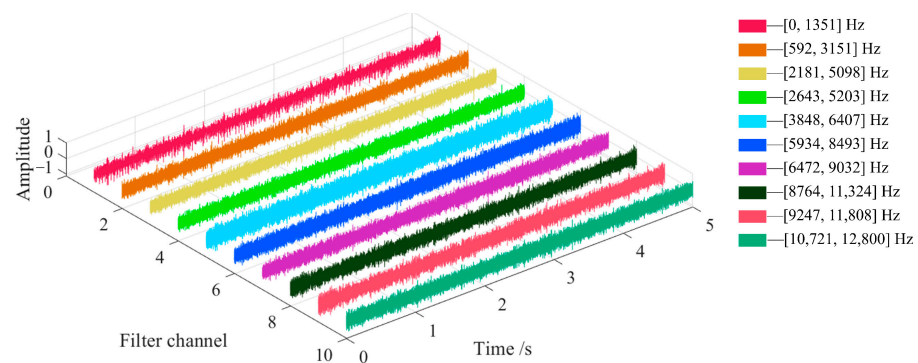 [0, 1351] Hz
[592, 3151] Hz
[2181, 5098] Hz
[2643, 5203] Hz
[3848, 6407] Hz
[5934, 8493] Hz
[6472, 9032] Hz
[8764, 11,324] Hz
[9247, 11,808] Hz
[10,721, 12,800] Hz
Amplitude
1
0
−1
0
2
4
6
8
10
Filter channel
0
1
2
3
4
5
Time /s